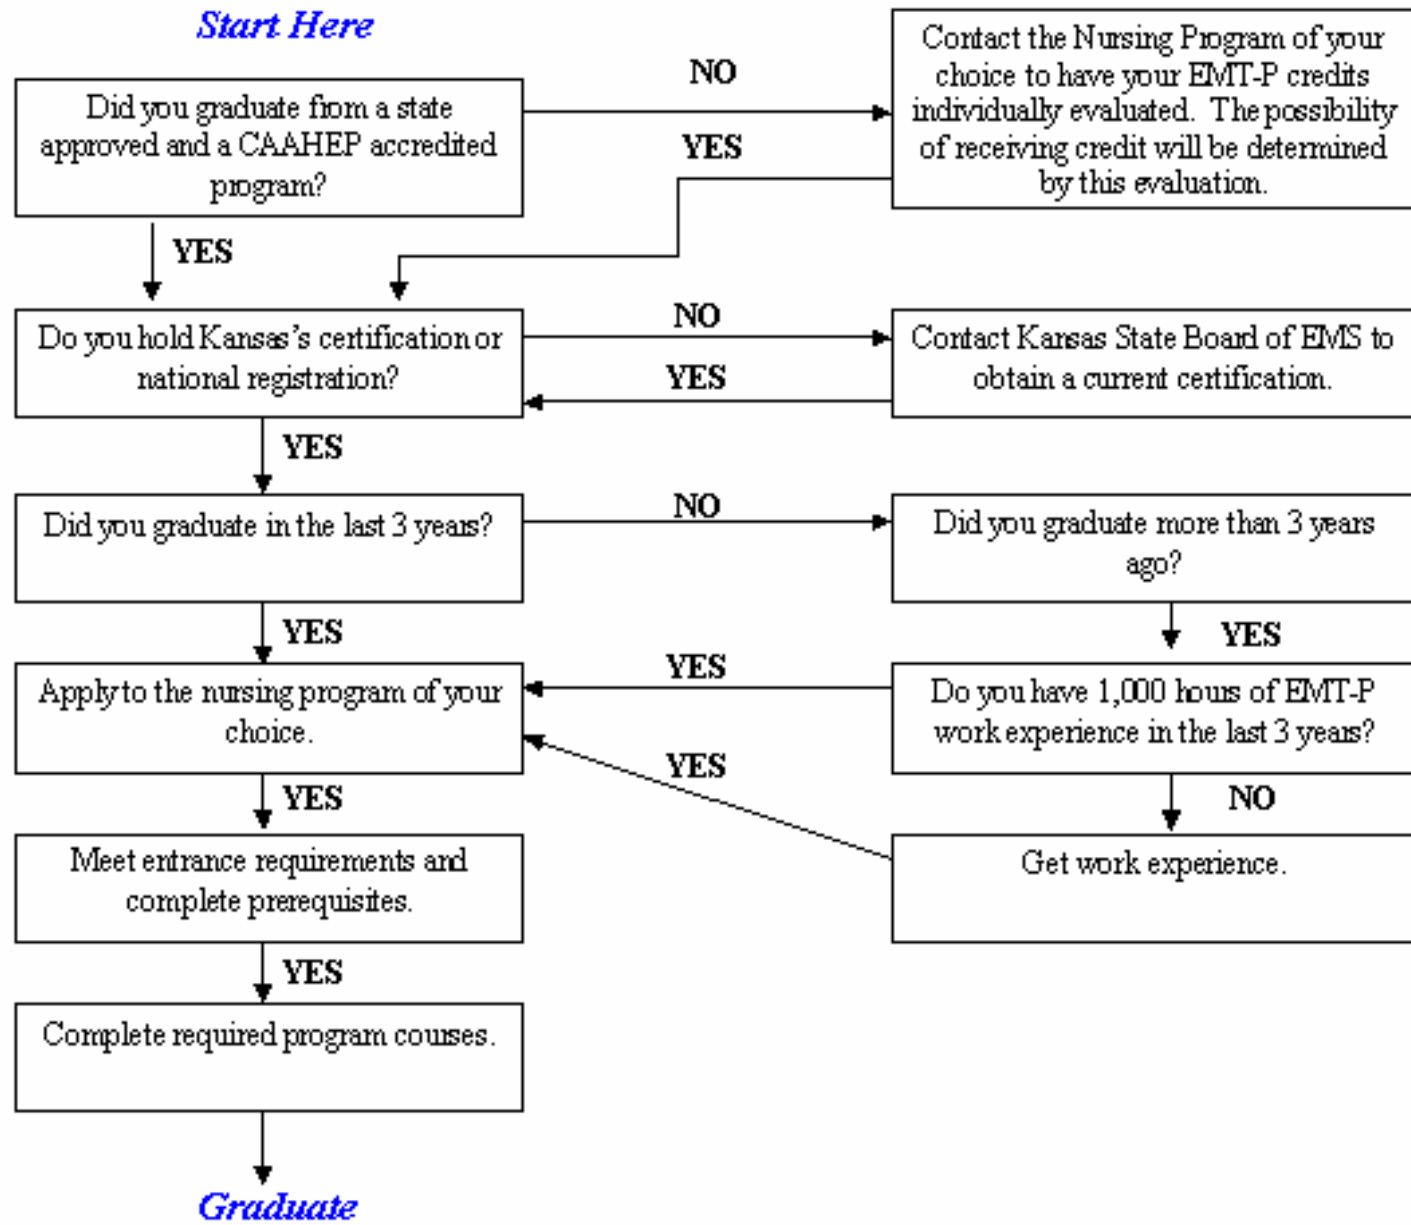 Start Here
Did you graduate from a state
approved and a CAAHEP accredited
program?
NO
YES
Contact the Nursing Program of your
choice to have your EMT-P credits
individually evaluated. The possibility
of receiving credit will be determined
by this evaluation.
YES
Do you hold Kansas's certification or
national registration?
NO
YES
Contact Kansas State Board of EMS to
obtain a current certification.
YES
Did you graduate in the last 3 years?
NO
Did you graduate more than 3 years
ago?
YES
YES
Apply to the nursing program of your
choice.
YES
Do you have 1,000 hours of EMT-P
work experience in the last 3 years?
YES
YES
NO
Meet entrance requirements and
complete prerequisites.
Get work experience.
YES
Complete required program courses.
Graduate